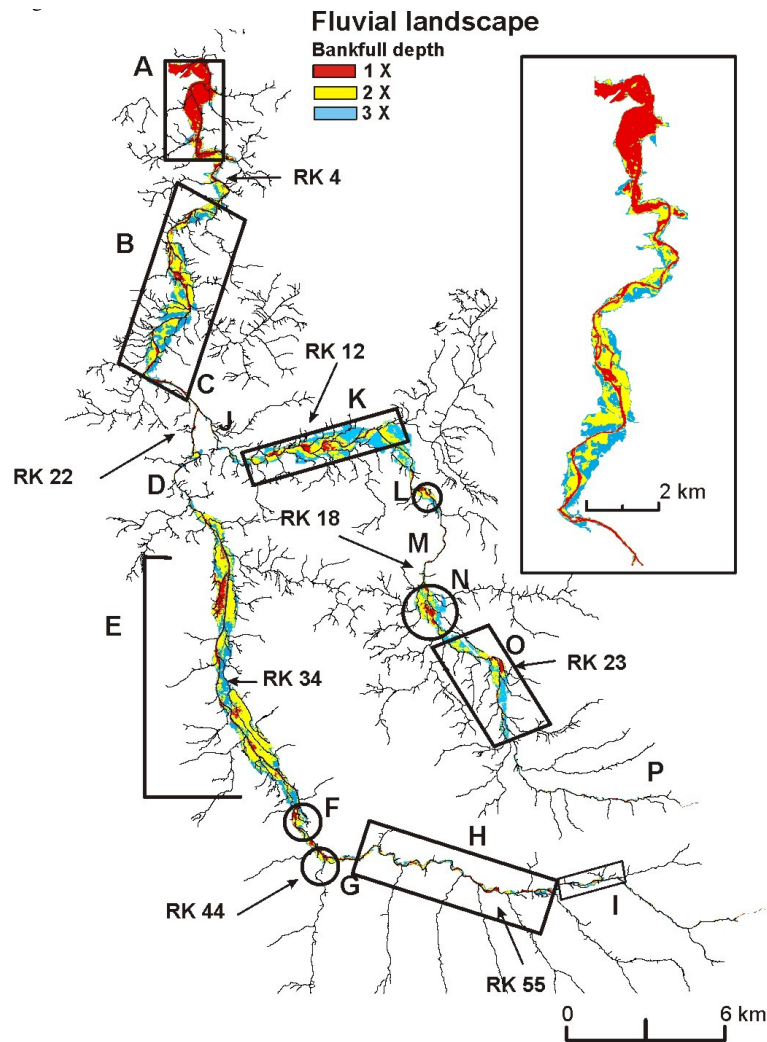 Fluvial landscape
Bankfull depth
1 X
2 X
3 X
A
RK 4
B
RK 12
C
K
J
2 km
RK 22
D
L
RK 18
M
N
E
O
RK 23
RK 34
P
F
H
G
I
RK 44
RK 55
0
6 km